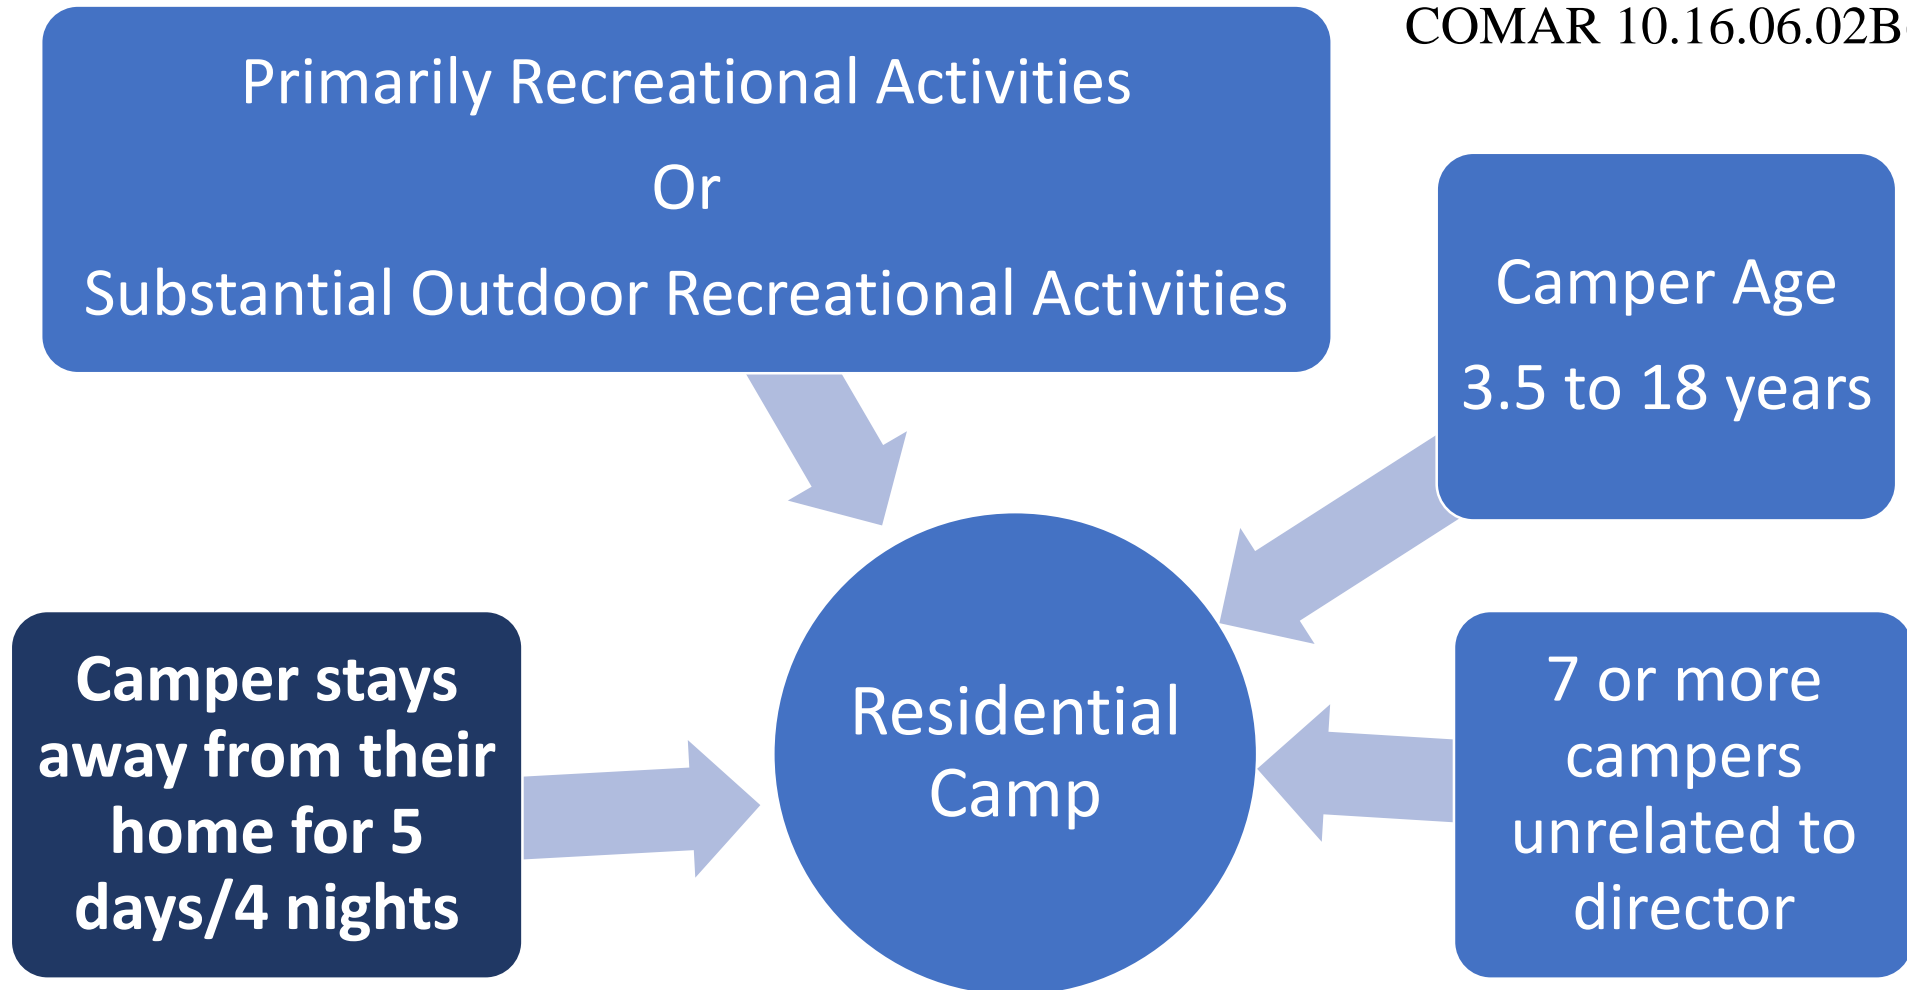 COMAR 10.16.06.02B
Primarily Recreational Activities
Or
Substantial Outdoor Recreational Activities
Camper Age
3.5 to 18 years
Camper stays
away from their
home for 5
days/4 nights
Residential
Camp
7 or more
campers
unrelated to
director